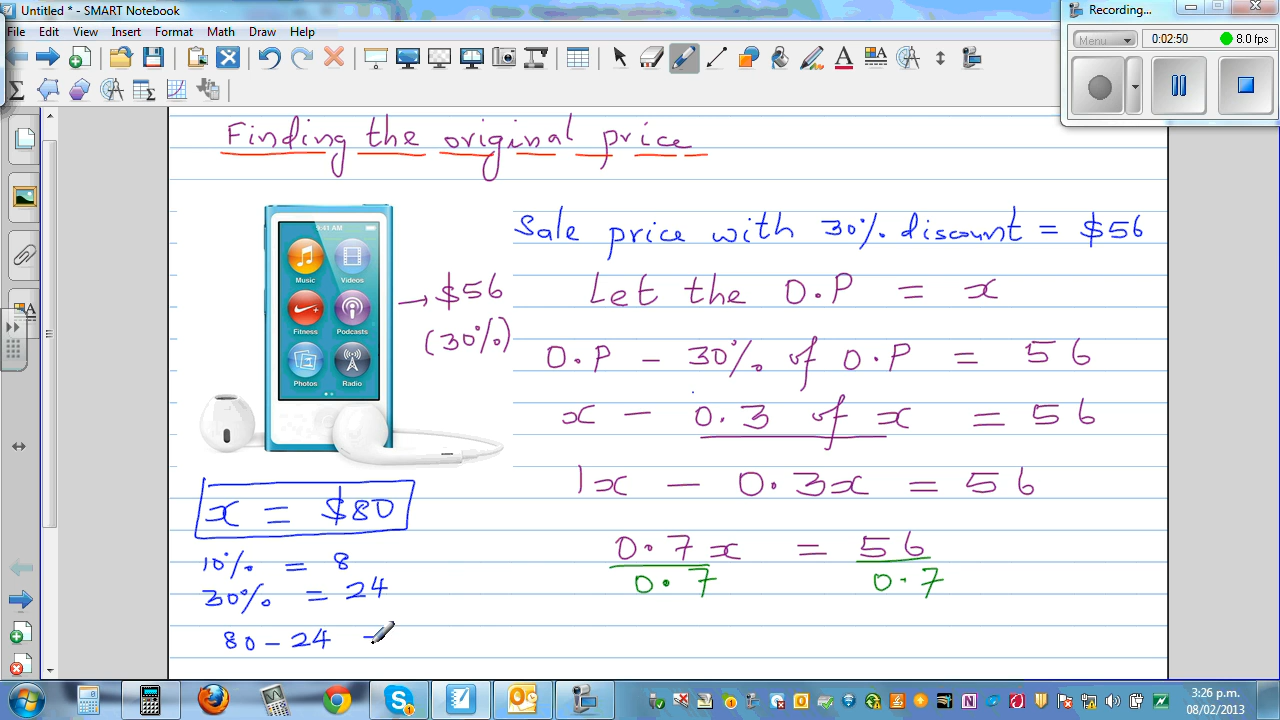 Untitled * - SMART Notebook
Recording...
File Edit View Insert Format Math Draw Help
Menu
0:02:50
8.0 fps
Finding the original price
9:41 AM
Music
Videos
Fitness
Podcasts
Photos
Radio
→ $56
(30%)
Sale price with 30% discount = $56
Let the O.P = x
O.P - 30% of O.P = 56
x - 0.3 of x = 56
1x - 0.3x = 56
0.7x = 56
0.7 0.7
x = $80
10% = 8
30% = 24
80 - 24
3:26 p.m.
08/02/2013